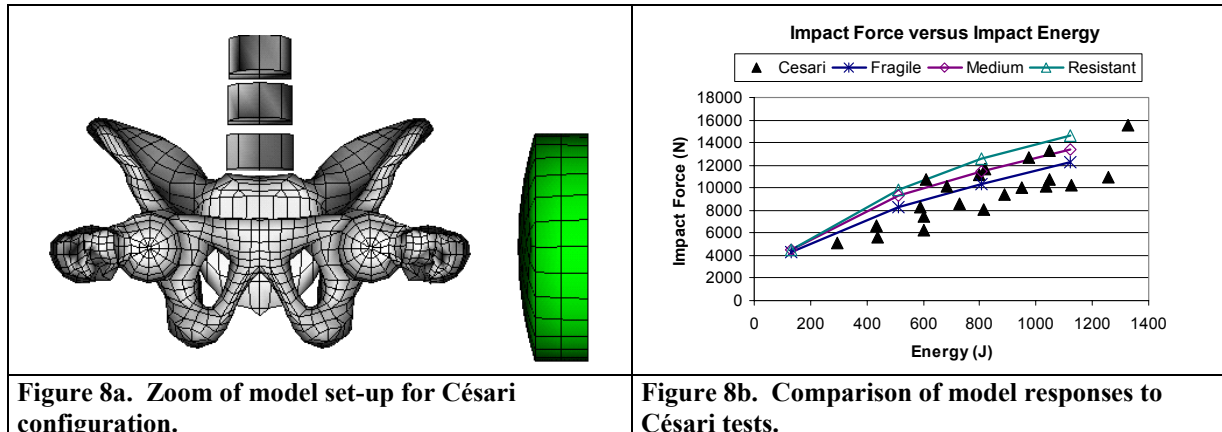 Impact Force versus Impact Energy
Cesari Fragile Medium Resistant
18000
16000
14000
12000
10000
8000
6000
4000
2000
0
Impact Force (N)
0 200 400 600 800 1000 1200 1400
Energy (J)
Figure 8a. Zoom of model set-up for Césari
configuration.
Figure 8b. Comparison of model responses to
Césari tests.